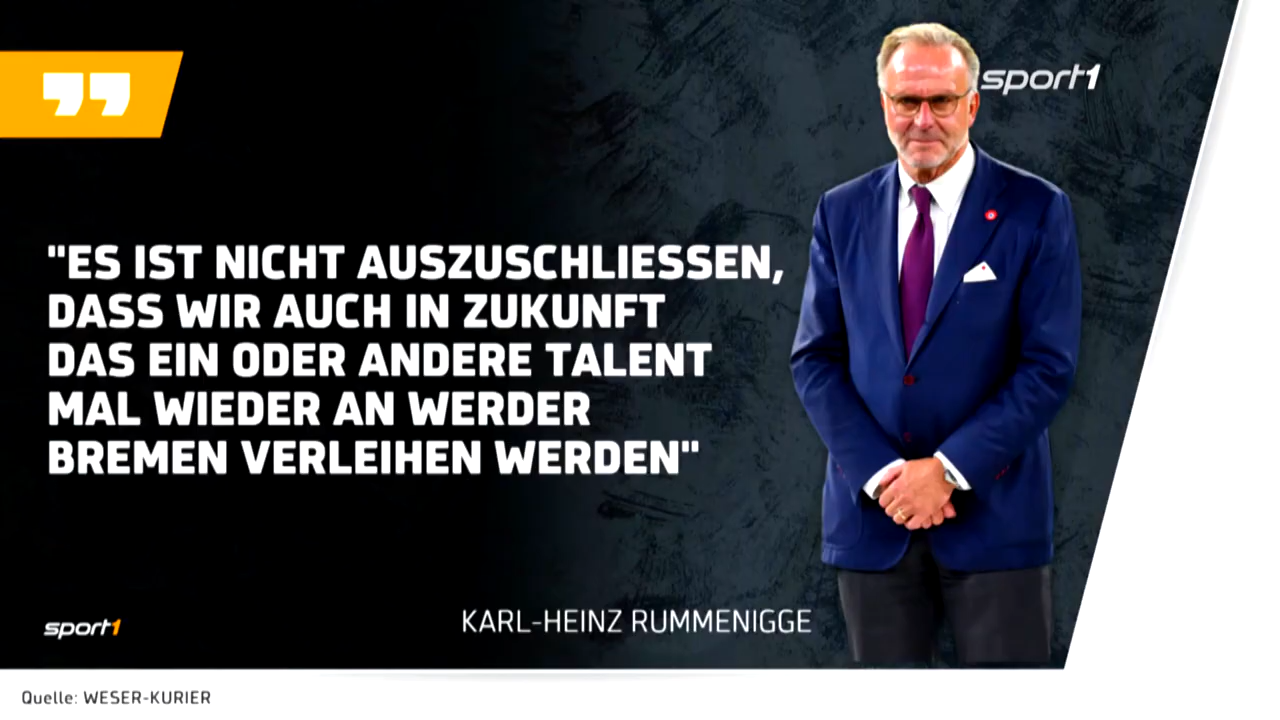 sport1
"ES IST NICHT AUSZUSCHLIESSEN,
DASS WIR AUCH IN ZUKUNFT
DAS EIN ODER ANDERE TALENT
MAL WIEDER AN WERDER
BREMEN VERLEIHEN WERDEN"
KARL-HEINZ RUMMENIGGE
sport1
Quelle: WESER-KURIER